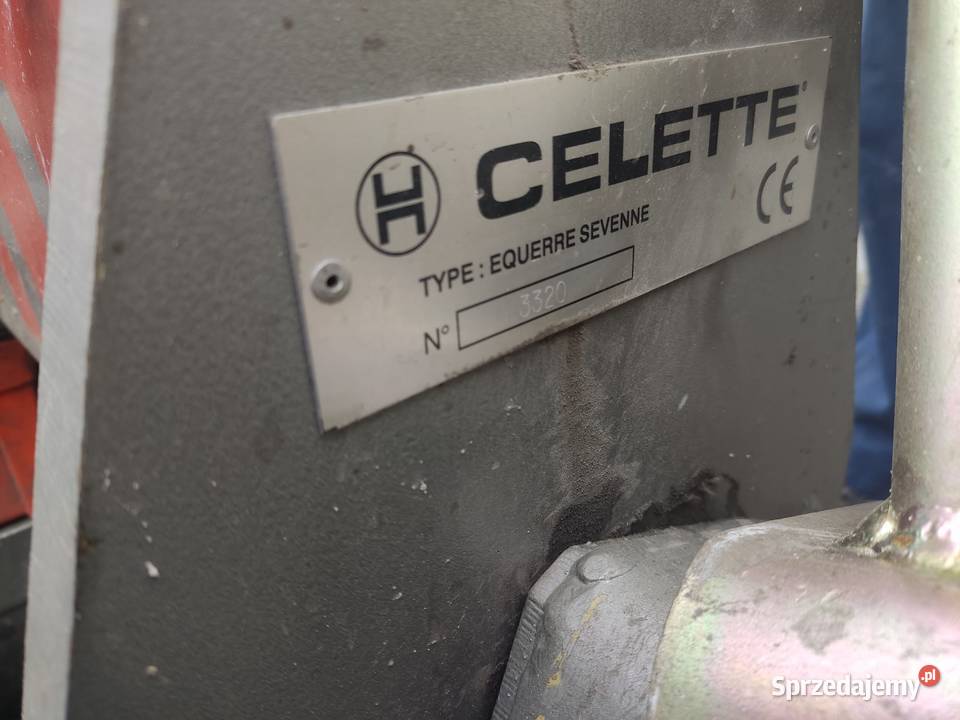 CELETTE
CE
TYPE : EQUERRE SEVENNE
N° 3320
Sprzedajemy.pl